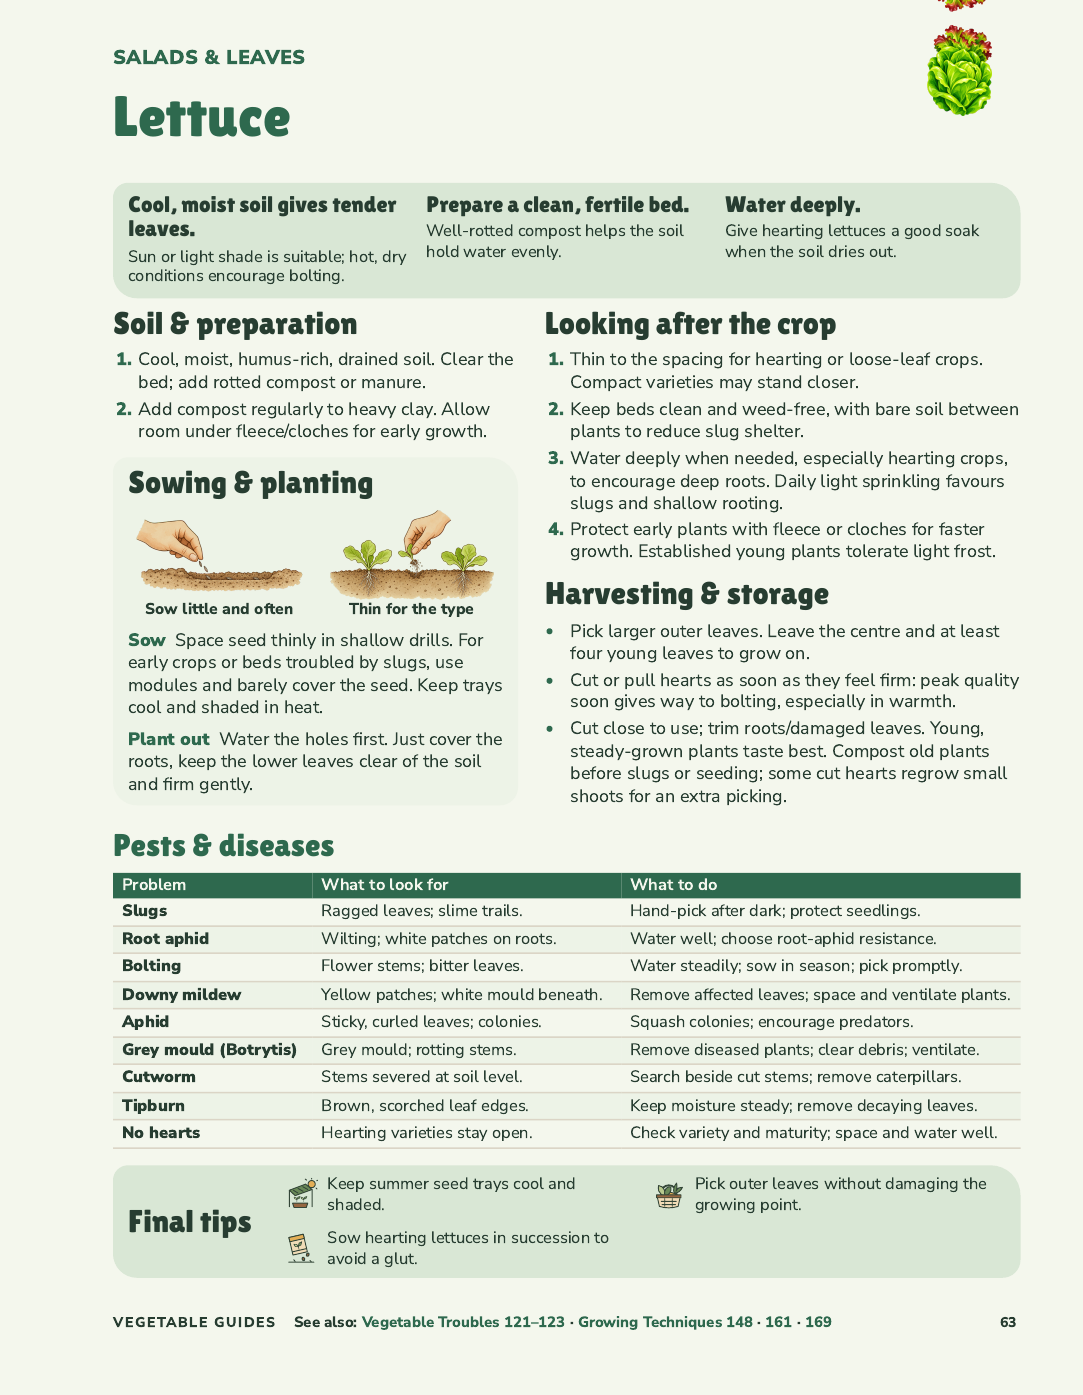 SALADS & LEAVES
Lettuce
Cool, moist soil gives tender
leaves.
Sun or light shade is suitable; hot, dry
conditions encourage bolting.
Prepare a clean, fertile bed.
Well-rotted compost helps the soil
hold water evenly.
Water deeply.
Give hearting lettuces a good soak
when the soil dries out.
Soil & preparation
1. Cool, moist, humus-rich, drained soil. Clear the
bed; add rotted compost or manure.
2. Add compost regularly to heavy clay. Allow
room under fleece/cloches for early growth.
Sowing & planting
Sow little and often
Thin for the type
Sow Space seed thinly in shallow drills. For
early crops or beds troubled by slugs, use
modules and barely cover the seed. Keep trays
cool and shaded in heat.
Plant out Water the holes first. Just cover the
roots, keep the lower leaves clear of the soil
and firm gently.
Looking after the crop
1. Thin to the spacing for hearting or loose-leaf crops.
Compact varieties may stand closer.
2. Keep beds clean and weed-free, with bare soil between
plants to reduce slug shelter.
3. Water deeply when needed, especially hearting crops,
to encourage deep roots. Daily light sprinkling favours
slugs and shallow rooting.
4. Protect early plants with fleece or cloches for faster
growth. Established young plants tolerate light frost.
Harvesting & storage
• Pick larger outer leaves. Leave the centre and at least
four young leaves to grow on.
• Cut or pull hearts as soon as they feel firm: peak quality
soon gives way to bolting, especially in warmth.
• Cut close to use; trim roots/damaged leaves. Young,
steady-grown plants taste best. Compost old plants
before slugs or seeding; some cut hearts regrow small
shoots for an extra picking.
Pests & diseases
Problem What to look for What to do
Slugs Ragged leaves; slime trails. Hand-pick after dark; protect seedlings.
Root aphid Wilting; white patches on roots. Water well; choose root-aphid resistance.
Bolting Flower stems; bitter leaves. Water steadily; sow in season; pick promptly.
Downy mildew Yellow patches; white mould beneath. Remove affected leaves; space and ventilate plants.
Aphid Sticky, curled leaves; colonies. Squash colonies; encourage predators.
Grey mould (Botrytis) Grey mould; rotting stems. Remove diseased plants; clear debris; ventilate.
Cutworm Stems severed at soil level. Search beside cut stems; remove caterpillars.
Tipburn Brown, scorched leaf edges. Keep moisture steady; remove decaying leaves.
No hearts Hearting varieties stay open. Check variety and maturity; space and water well.
Final tips
Keep summer seed trays cool and
shaded.
Sow hearting lettuces in succession to
avoid a glut.
Pick outer leaves without damaging the
growing point.
VEGETABLE GUIDES See also: Vegetable Troubles 121–123 · Growing Techniques 148 · 161 · 169 63